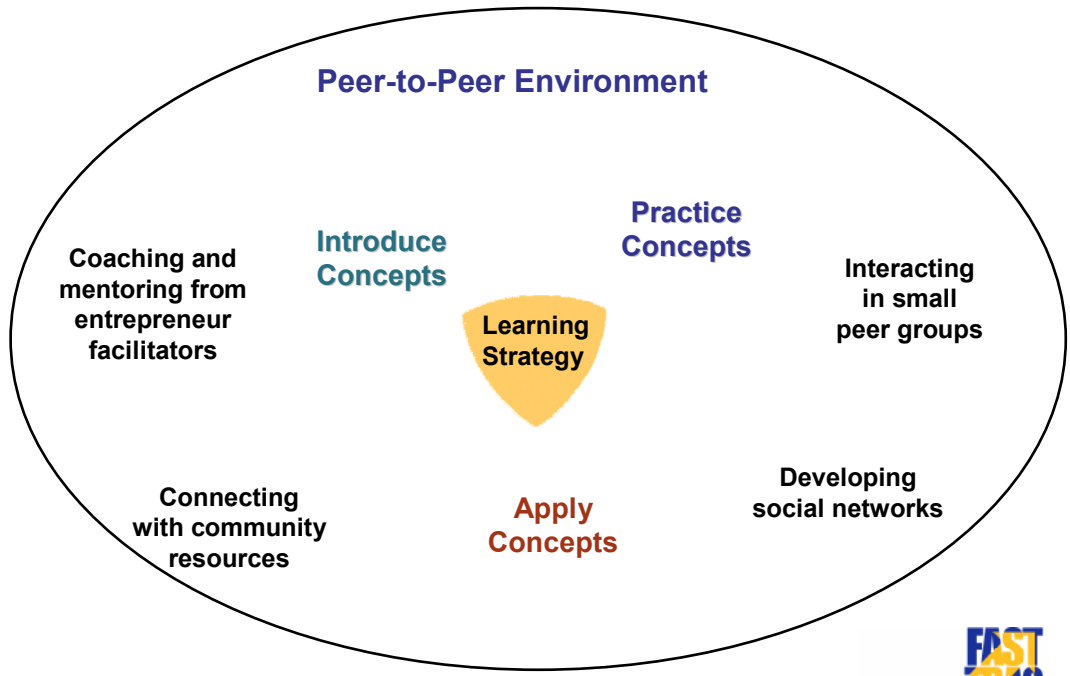 Peer-to-Peer Environment
Practice
Concepts
Introduce
Concepts
Coaching and
mentoring from
entrepreneur
facilitators
Interacting
in small
peer groups
Learning
Strategy
Developing
social networks
Connecting
with community
resources
Apply
Concepts
FAST